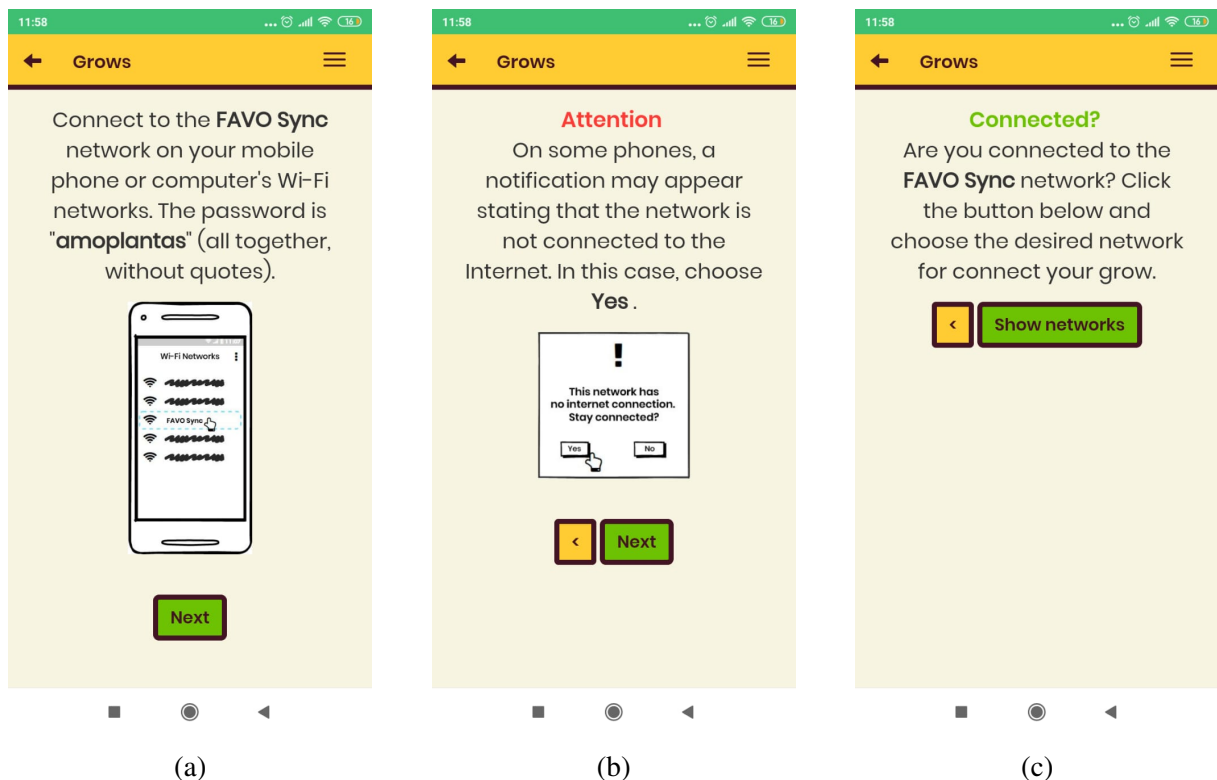 11:58
... 16
Grows
Connect to the FAVO Sync
network on your mobile
phone or computer's Wi-Fi
networks. The password is
"amoplantas" (all together,
without quotes).
Wi-Fi Networks
FAVO Sync
Next
(a)
11:58
... 16
Grows
Attention
On some phones, a
notification may appear
stating that the network is
not connected to the
Internet. In this case, choose
Yes .
!
This network has
no internet connection.
Stay connected?
Yes No
< Next
(b)
11:58
... 16
Grows
Connected?
Are you connected to the
FAVO Sync network? Click
the button below and
choose the desired network
for connect your grow.
< Show networks
(c)